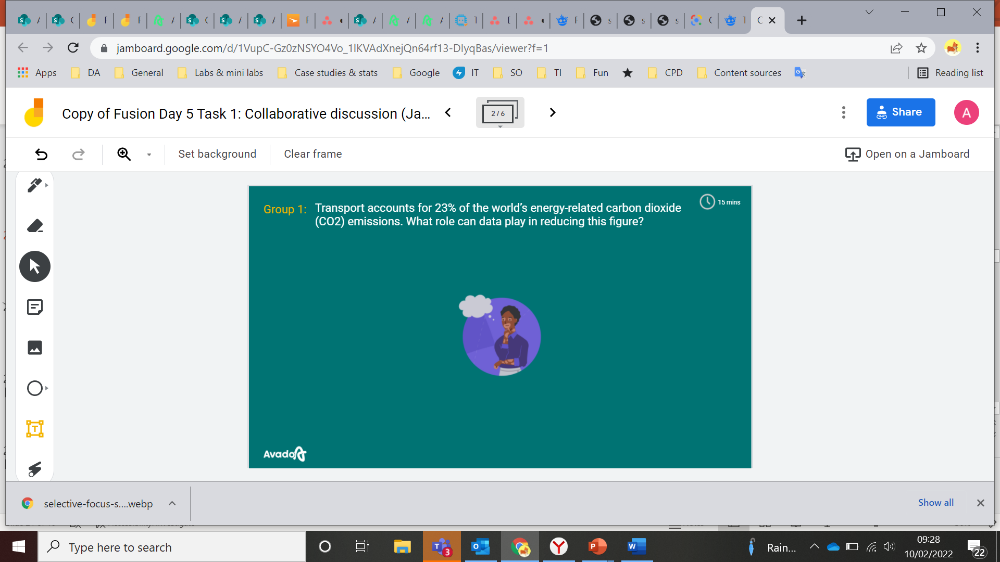 jamboard.google.com/d/1VupC-Gz0zNSYO4Vo_1lKVAdXnejQn64rf13-DIyqBas/viewer?f=1
Apps DA General Labs & mini labs Case studies & stats Google IT SO TI Fun CPD Content sources Reading list
Copy of Fusion Day 5 Task 1: Collaborative discussion (Ja...
2 / 6
Share
A
Set background
Clear frame
Open on a Jamboard
Group 1: Transport accounts for 23% of the world's energy-related carbon dioxide
(CO2) emissions. What role can data play in reducing this figure?
15 mins
Avado
selective-focus-s....webp
Show all
Type here to search
3
Rain...
09:28
10/02/2022
22